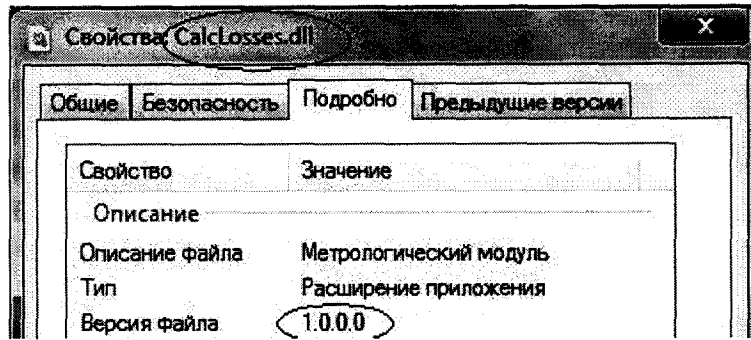 Свойства: CalcLosses.dll
x
Общие Безопасность Подробно Предыдущие версии
Свойство Значение
Описание
Описание файла Метрологический модуль
Тип Расширение приложения
Версия файла 1.0.0.0